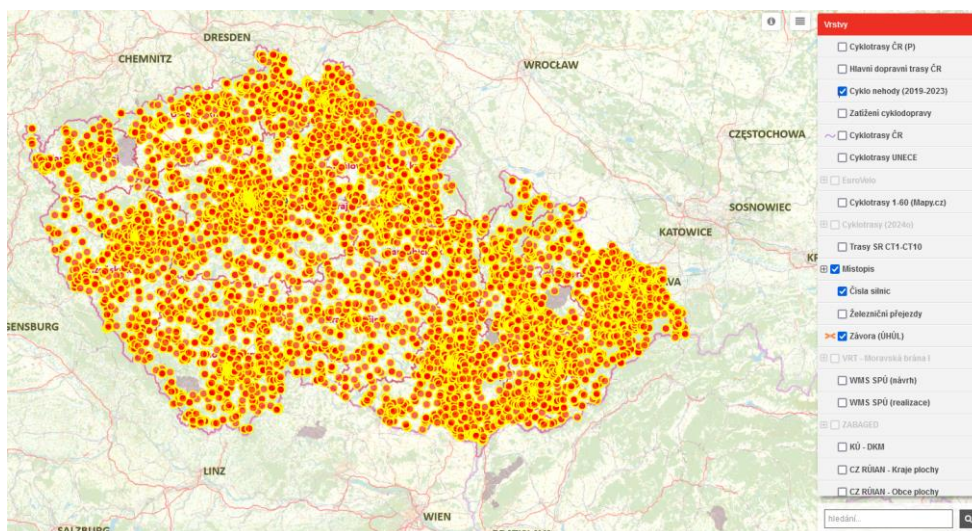 DRESDEN
CHEMNITZ
WROCŁAW
CZĘSTOCHOWA
SOSNOWIEC
KATOWICE
GENSBURG
LINZ
WIEN
SALZBURG
Vrstvy
Cyklotrasy ČR (P)
Hlavní dopravní trasy ČR
Cyklo nehody (2019-2023)
Zatížení cyklodopravy
Cyklotrasy ČR
Cyklotrasy UNECE
EuroVelo
Cyklotrasy 1-60 (Mapy.cz)
Cyklotrasy (2024o)
Trasy SR CT1-CT10
Místopis
Čísla silnic
Železniční přejezdy
Závora (ÚHÚL)
VRT - Moravská brána I
WMS SPÚ (návrh)
WMS SPÚ (realizace)
ZABAGED
KÚ - DKM
CZ RÚIAN - Kraje plochy
CZ RÚIAN - Obce plochy
hledání..